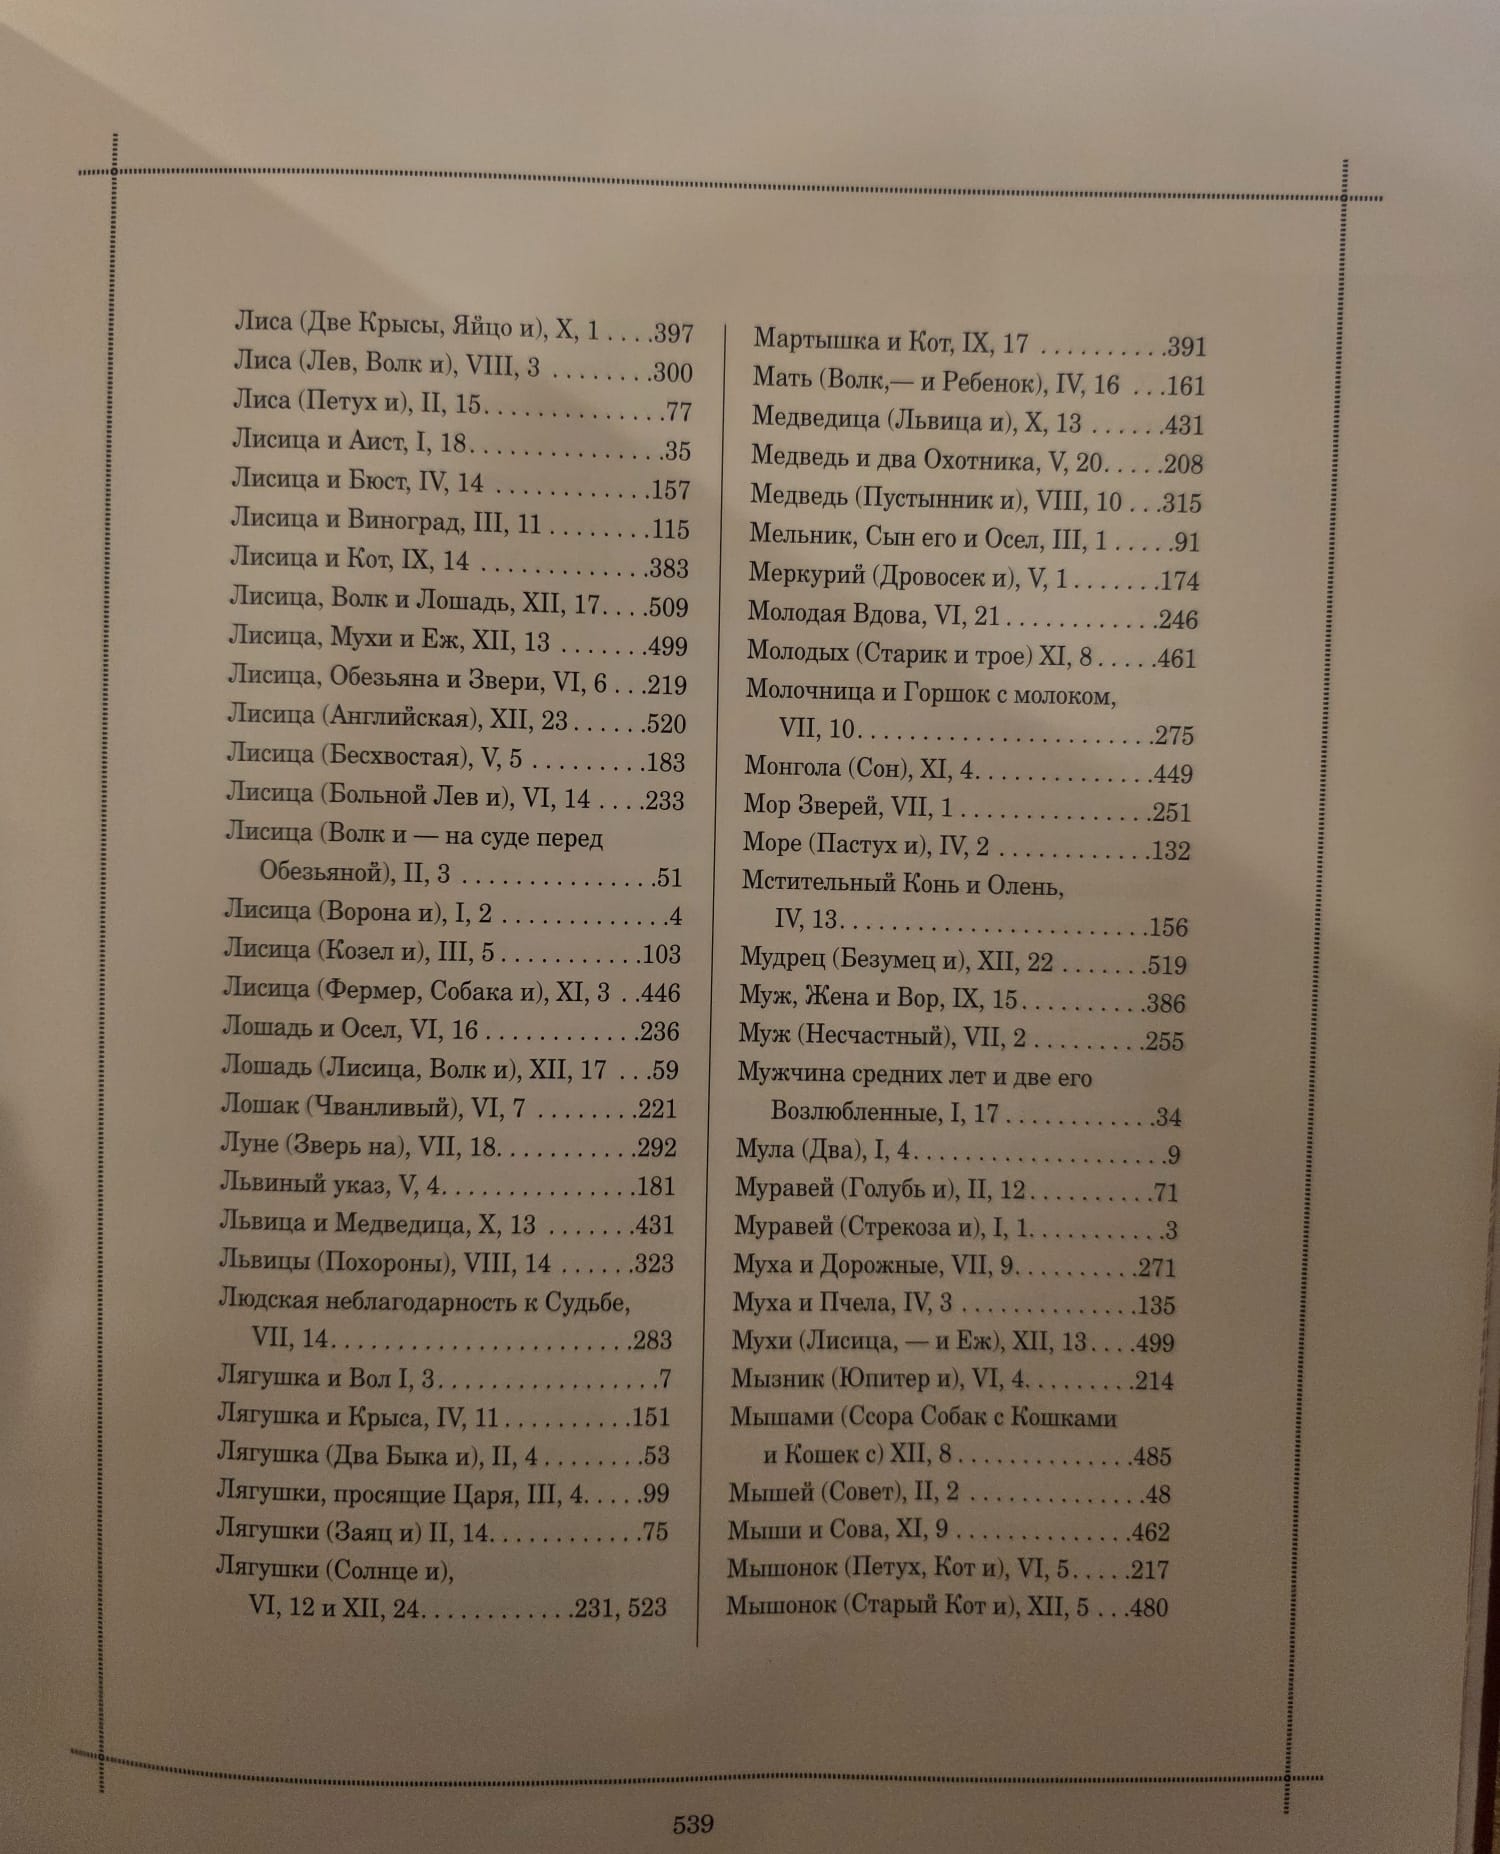 Лиса (Две Крысы, Яйцо и), X, 1 . . . .397
Лиса (Лев, Волк и), VIII, 3 . . . . . . . .300
Лиса (Петух и), II, 15. . . . . . . . . . . . . .77
Лисица и Аист, I, 18. . . . . . . . . . . . . . .35
Лисица и Бюст, IV, 14 . . . . . . . . . . . .157
Лисица и Виноград, III, 11 . . . . . . . .115
Лисица и Кот, IX, 14 . . . . . . . . . . . . .383
Лисица, Волк и Лошадь, XII, 17. . . .509
Лисица, Мухи и Еж, XII, 13 . . . . . . .499
Лисица, Обезьяна и Звери, VI, 6 . . .219
Лисица (Английская), XII, 23 . . . . . .520
Лисица (Бесхвостая), V, 5 . . . . . . . . .183
Лисица (Больной Лев и), VI, 14 . . . .233
Лисица (Волк и — на суде перед
Обезьяной), II, 3 . . . . . . . . . . . . . . .51
Лисица (Ворона и), I, 2 . . . . . . . . . . . . .4
Лисица (Козел и), III, 5 . . . . . . . . . . .103
Лисица (Фермер, Собака и), XI, 3 . .446
Лошадь и Осел, VI, 16 . . . . . . . . . . . .236
Лошадь (Лисица, Волк и), XII, 17 . . .59
Лошак (Чванливый), VI, 7 . . . . . . . .221
Луне (Зверь на), VII, 18. . . . . . . . . . .292
Львиный указ, V, 4. . . . . . . . . . . . . . .181
Львица и Медведица, X, 13 . . . . . . .431
Львицы (Похороны), VIII, 14 . . . . . .323
Людская неблагодарность к Судьбе,
VII, 14. . . . . . . . . . . . . . . . . . . . . . .283
Лягушка и Вол I, 3. . . . . . . . . . . . . . . . .7
Лягушка и Крыса, IV, 11 . . . . . . . . . .151
Лягушка (Два Быка и), II, 4 . . . . . . . .53
Лягушки, просящие Царя, III, 4. . . . .99
Лягушки (Заяц и) II, 14. . . . . . . . . . . .75
Лягушки (Солнце и),
VI, 12 и XII, 24. . . . . . . . . . . .231, 523
Мартышка и Кот, IX, 17 . . . . . . . . . .391
Мать (Волк,— и Ребенок), IV, 16 . . .161
Медведица (Львица и), X, 13 . . . . . .431
Медведь и два Охотника, V, 20. . . . .208
Медведь (Пустынник и), VIII, 10 . . .315
Мельник, Сын его и Осел, III, 1 . . . . .91
Меркурий (Дровосек и), V, 1 . . . . . . .174
Молодая Вдова, VI, 21 . . . . . . . . . . . .246
Молодых (Старик и трое) XI, 8 . . . . .461
Молочница и Горшок с молоком,
VII, 10. . . . . . . . . . . . . . . . . . . . . . .275
Монгола (Сон), XI, 4. . . . . . . . . . . . . .449
Мор Зверей, VII, 1 . . . . . . . . . . . . . . .251
Море (Пастух и), IV, 2 . . . . . . . . . . . .132
Мстительный Конь и Олень,
IV, 13. . . . . . . . . . . . . . . . . . . . . . . .156
Мудрец (Безумец и), XII, 22 . . . . . . .519
Муж, Жена и Вор, IX, 15. . . . . . . . . .386
Муж (Несчастный), VII, 2 . . . . . . . . .255
Мужчина средних лет и две его
Возлюбленные, I, 17 . . . . . . . . . . . .34
Мула (Два), I, 4. . . . . . . . . . . . . . . . . . . .9
Муравей (Голубь и), II, 12. . . . . . . . . .71
Муравей (Стрекоза и), I, 1. . . . . . . . . . .3
Муха и Дорожные, VII, 9. . . . . . . . . .271
Муха и Пчела, IV, 3 . . . . . . . . . . . . . .135
Мухи (Лисица, — и Еж), XII, 13. . . .499
Мызник (Юпитер и), VI, 4. . . . . . . . .214
Мышами (Ссора Собак с Кошками
и Кошек с) XII, 8 . . . . . . . . . . . . . .485
Мышей (Совет), II, 2 . . . . . . . . . . . . . .48
Мыши и Сова, XI, 9 . . . . . . . . . . . . . .462
Мышонок (Петух, Кот и), VI, 5. . . . .217
Мышонок (Старый Кот и), XII, 5 . . .480
539